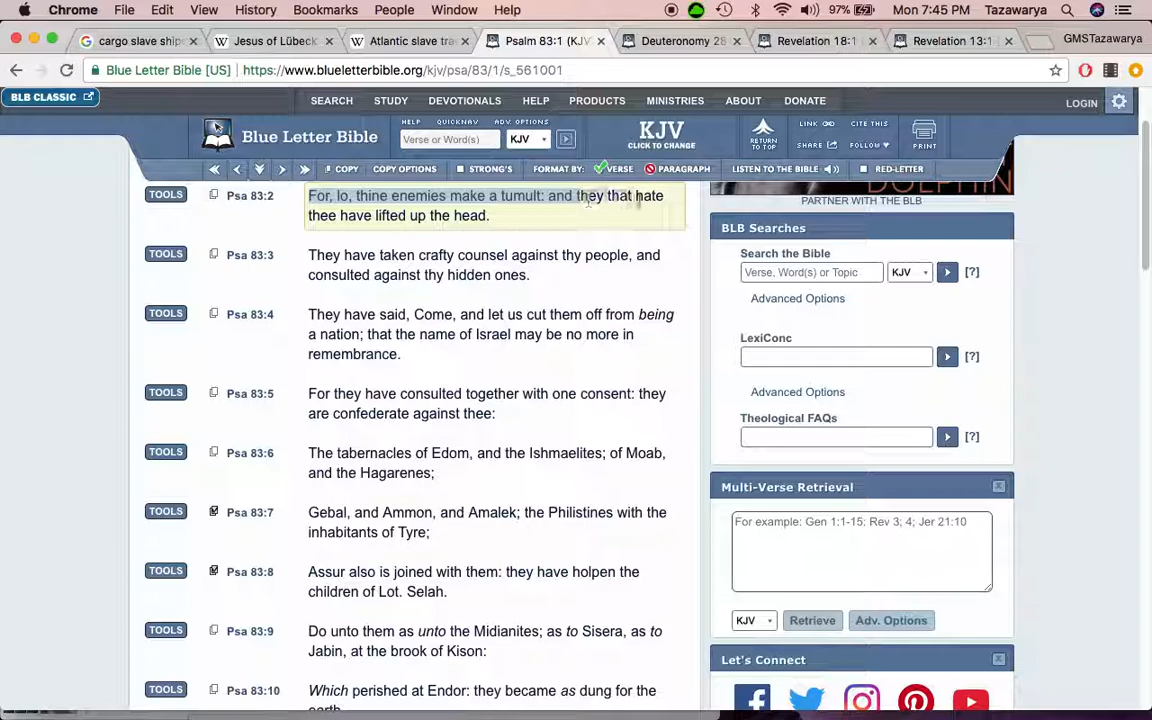 Chrome File Edit View History Bookmarks People Window Help 97% Mon 7:45 PM Tazawarya
cargo slave ships
Jesus of Lübeck
Atlantic slave tra
Psalm 83:1 (KJV
Deuteronomy 28
Revelation 18:1
Revelation 13:1
GMSTazawarya
Blue Letter Bible [US] https://www.blueletterbible.org/kjv/psa/83/1/s_561001
BLB CLASSIC
SEARCH STUDY DEVOTIONALS HELP PRODUCTS MINISTRIES ABOUT DONATE
LOGIN
Blue Letter Bible
HELP QUICKNAV ADV. OPTIONS
Verse or Word(s) KJV
KJV
CLICK TO CHANGE
RETURN
TO TOP
LINK CITE THIS
SHARE FOLLOW
PRINT
COPY COPY OPTIONS STRONG'S FORMAT BY: VERSE PARAGRAPH LISTEN TO THE BIBLE RED-LETTER
TOOLS Psa 83:2 For, lo, thine enemies make a tumult: and they that hate
thee have lifted up the head.
TOOLS Psa 83:3 They have taken crafty counsel against thy people, and
consulted against thy hidden ones.
TOOLS Psa 83:4 They have said, Come, and let us cut them off from being
a nation; that the name of Israel may be no more in
remembrance.
TOOLS Psa 83:5 For they have consulted together with one consent: they
are confederate against thee:
TOOLS Psa 83:6 The tabernacles of Edom, and the Ishmaelites; of Moab,
and the Hagarenes;
TOOLS Psa 83:7 Gebal, and Ammon, and Amalek; the Philistines with the
inhabitants of Tyre;
TOOLS Psa 83:8 Assur also is joined with them: they have holpen the
children of Lot. Selah.
TOOLS Psa 83:9 Do unto them as unto the Midianites; as to Sisera, as to
Jabin, at the brook of Kison:
TOOLS Psa 83:10 Which perished at Endor: they became as dung for the
earth.
DOLPHIN
PARTNER WITH THE BLB
BLB Searches
Search the Bible
Verse, Word(s) or Topic KJV [?]
Advanced Options
LexiConc
[?]
Advanced Options
Theological FAQs
[?]
Multi-Verse Retrieval
For example: Gen 1:1-15; Rev 3; 4; Jer 21:10
KJV Retrieve Adv. Options
Let's Connect